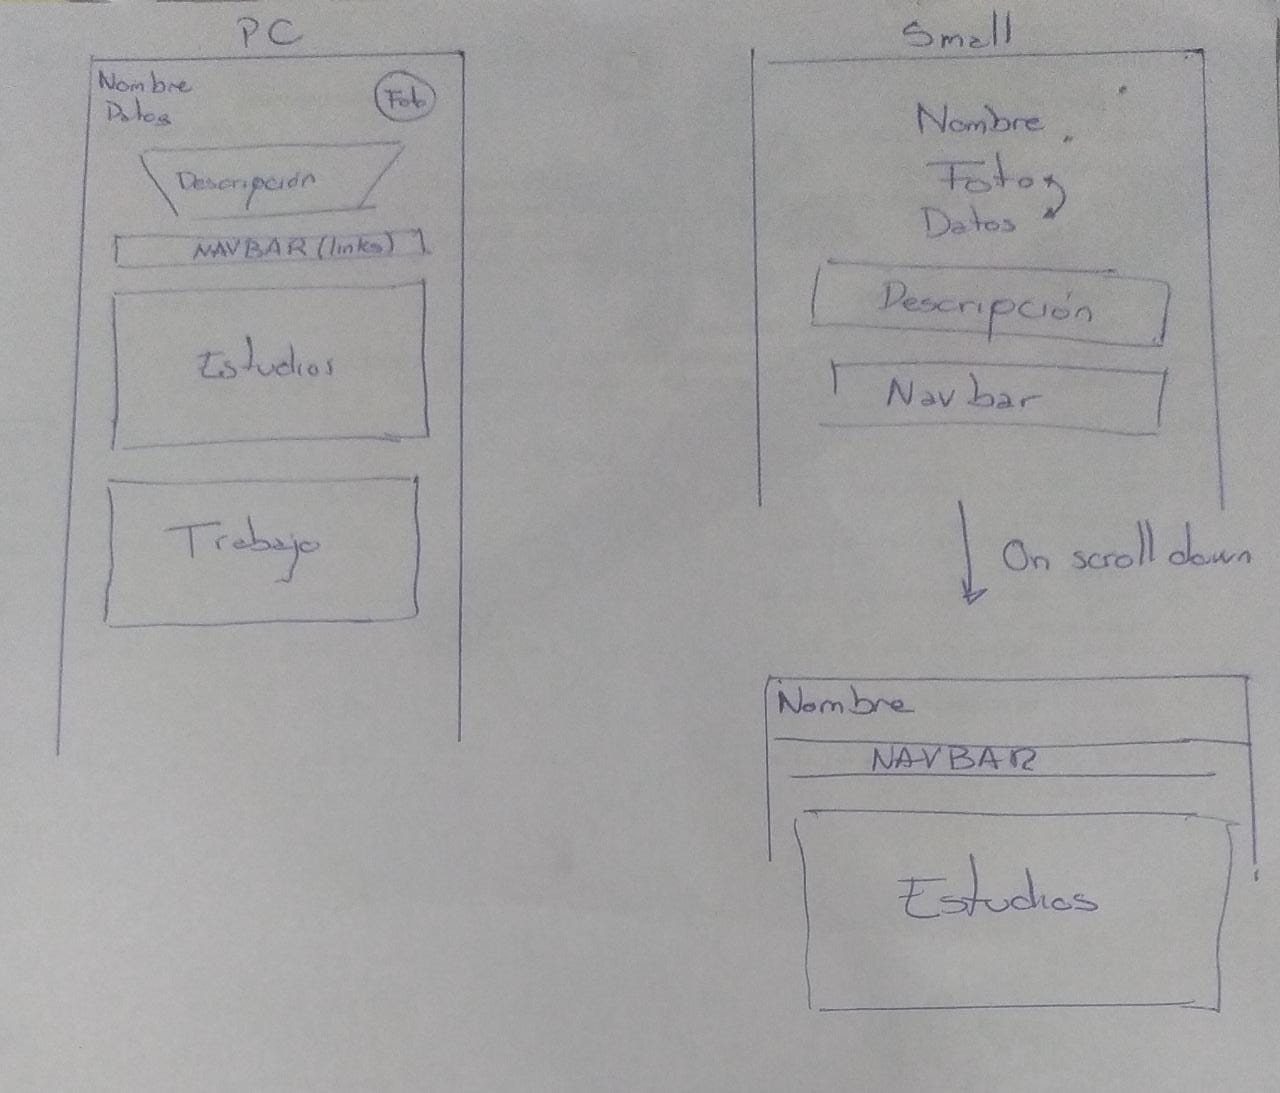 PC
Nombre
Datos
Foto
Descripción
NAVBAR (links)
Estudios
Trabajo
Small
Nombre
Foto
Datos
Descripción
Navbar
On scroll down
Nombre
NAVBAR
Estudios